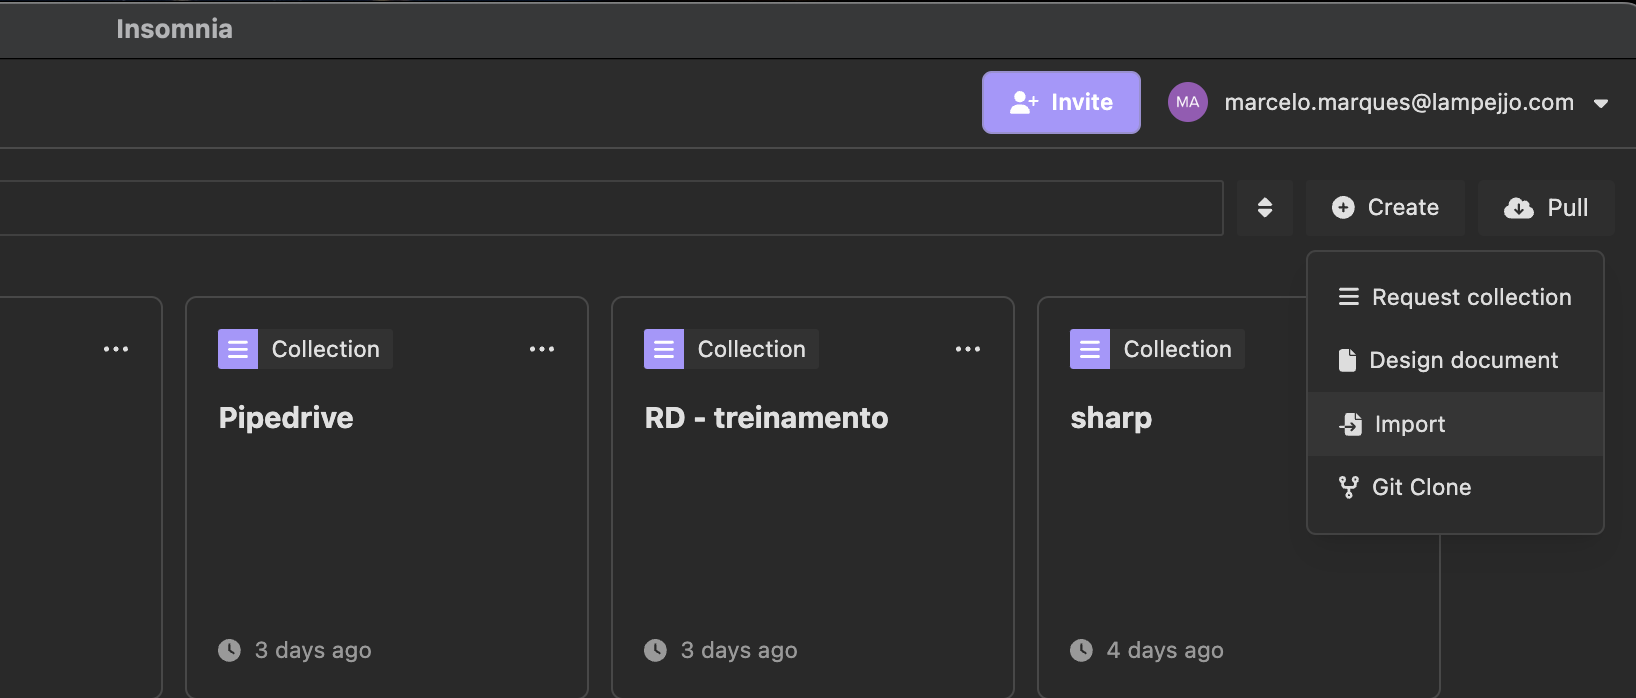 Insomnia
Invite
MA
marcelo.marques@lampejjo.com
Create
Pull
Request collection
Design document
Import
Git Clone
Collection
Pipedrive
3 days ago
Collection
RD - treinamento
3 days ago
Collection
sharp
4 days ago